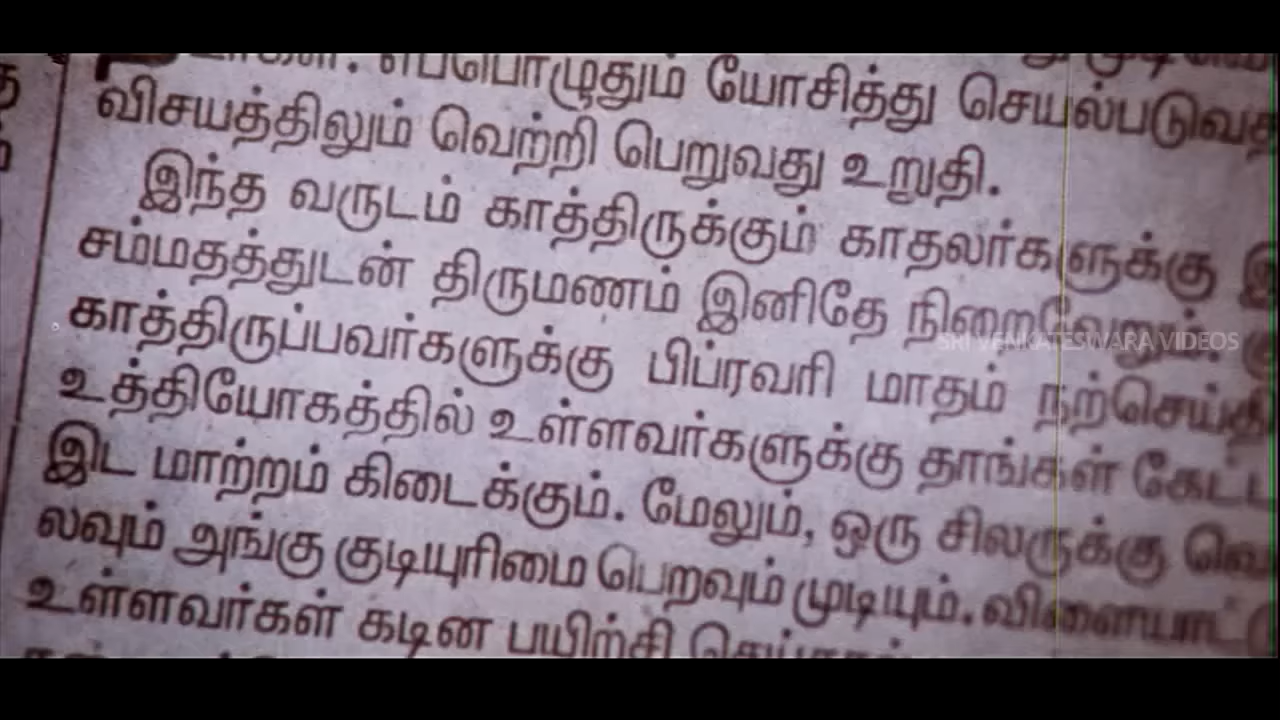 எப்பொழுதும் யோசித்து செயல்படுவத
விசயத்திலும் வெற்றி பெறுவது உறுதி.
இந்த வருடம் காத்திருக்கும் காதலர்களுக்கு இ
சம்மதத்துடன் திருமணம் இனிதே நிறைவேறும்.
காத்திருப்பவர்களுக்கு பிப்ரவரி மாதம் நற்செய்தி
உத்தியோகத்தில் உள்ளவர்களுக்கு தாங்கள் கேட்ட
இட மாற்றம் கிடைக்கும். மேலும், ஒரு சிலருக்கு வெ
லவும் அங்கு குடியுரிமை பெறவும் முடியும். விளையாட்டு
உள்ளவர்கள் கடின பயிற்சி
SRI VENKATESWARA VIDEOS